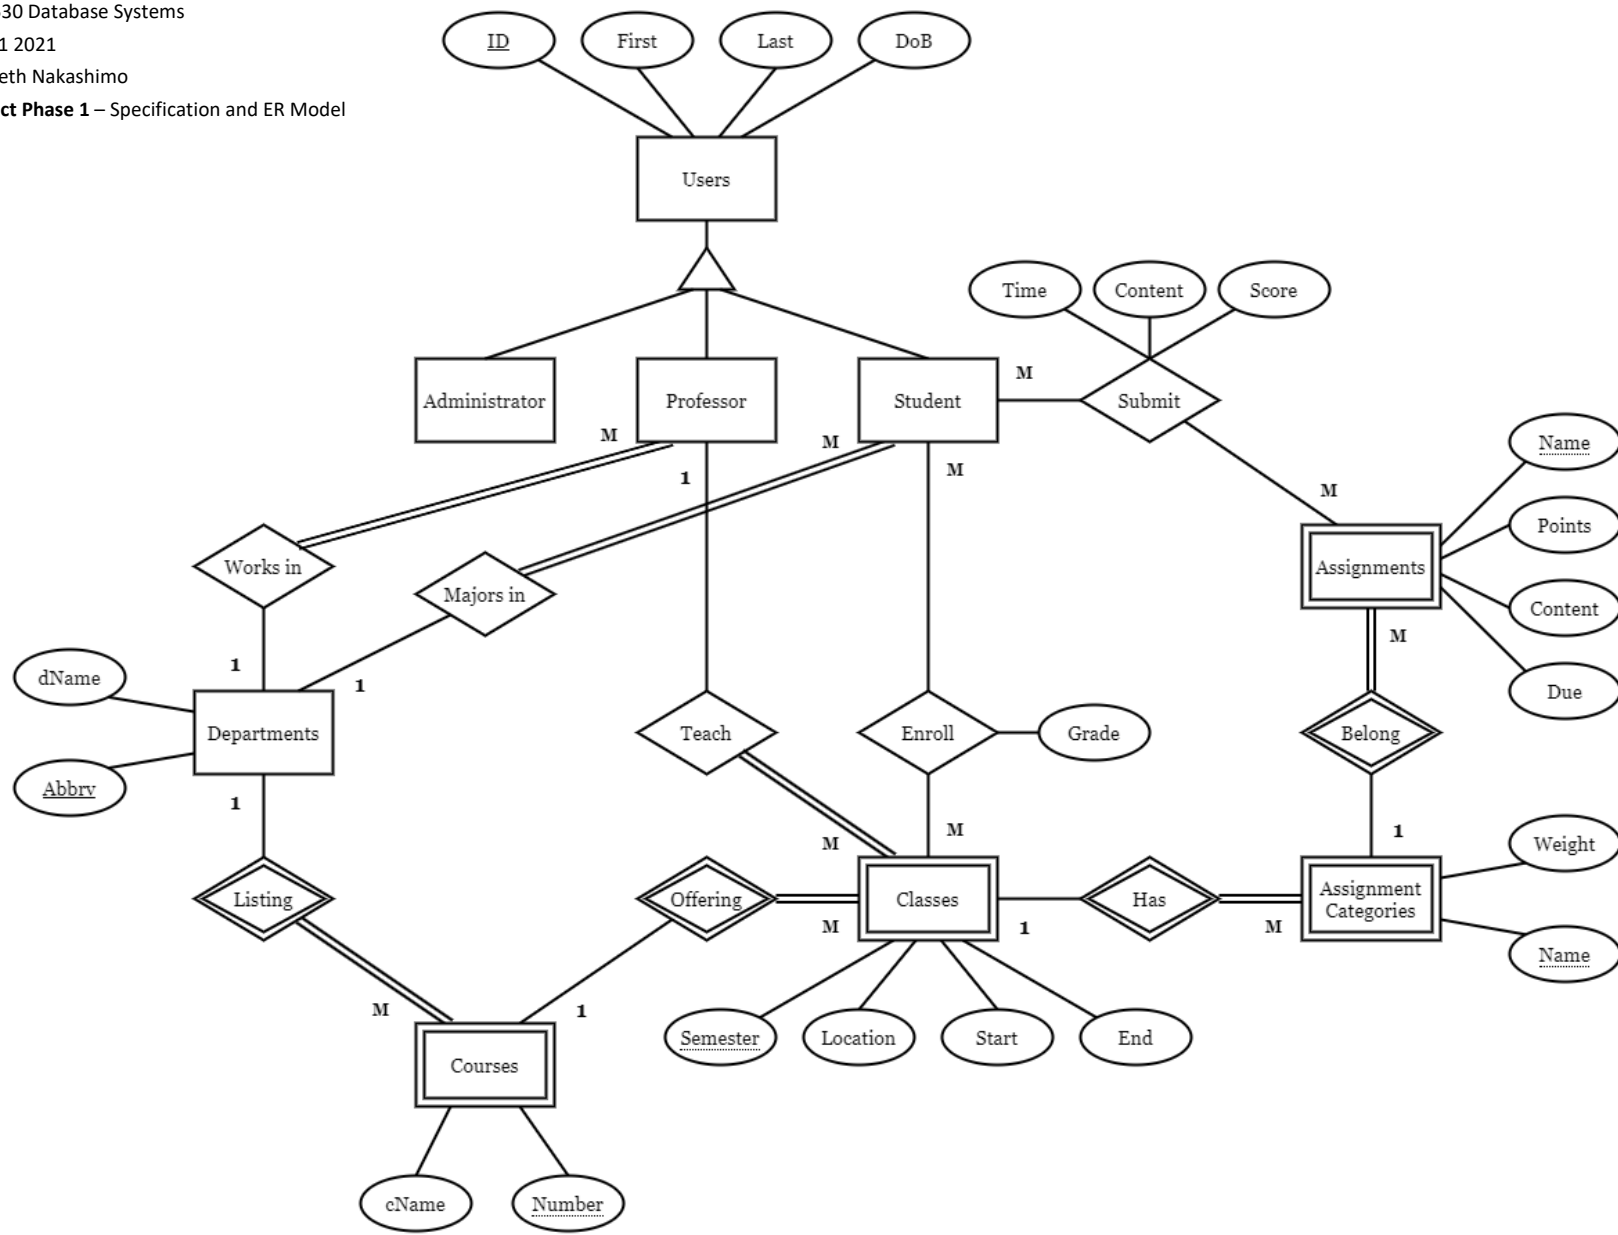 30 Database Systems
1 2021
eth Nakashimo
ct Phase 1 – Specification and ER Model
ID
First
Last
DoB
Users
Time
Content
Score
Administrator
Professor
Student
M
Submit
M
M
1
M
Name
M
Points
Works in
Majors in
Assignments
Content
M
1
1
dName
Due
Departments
Teach
Enroll
Grade
Belong
Abbrv
1
M
M
1
Weight
Listing
Offering
Classes
Has
Assignment
Categories
M
1
M
Name
M
1
Semester
Location
Start
End
Courses
cName
Number